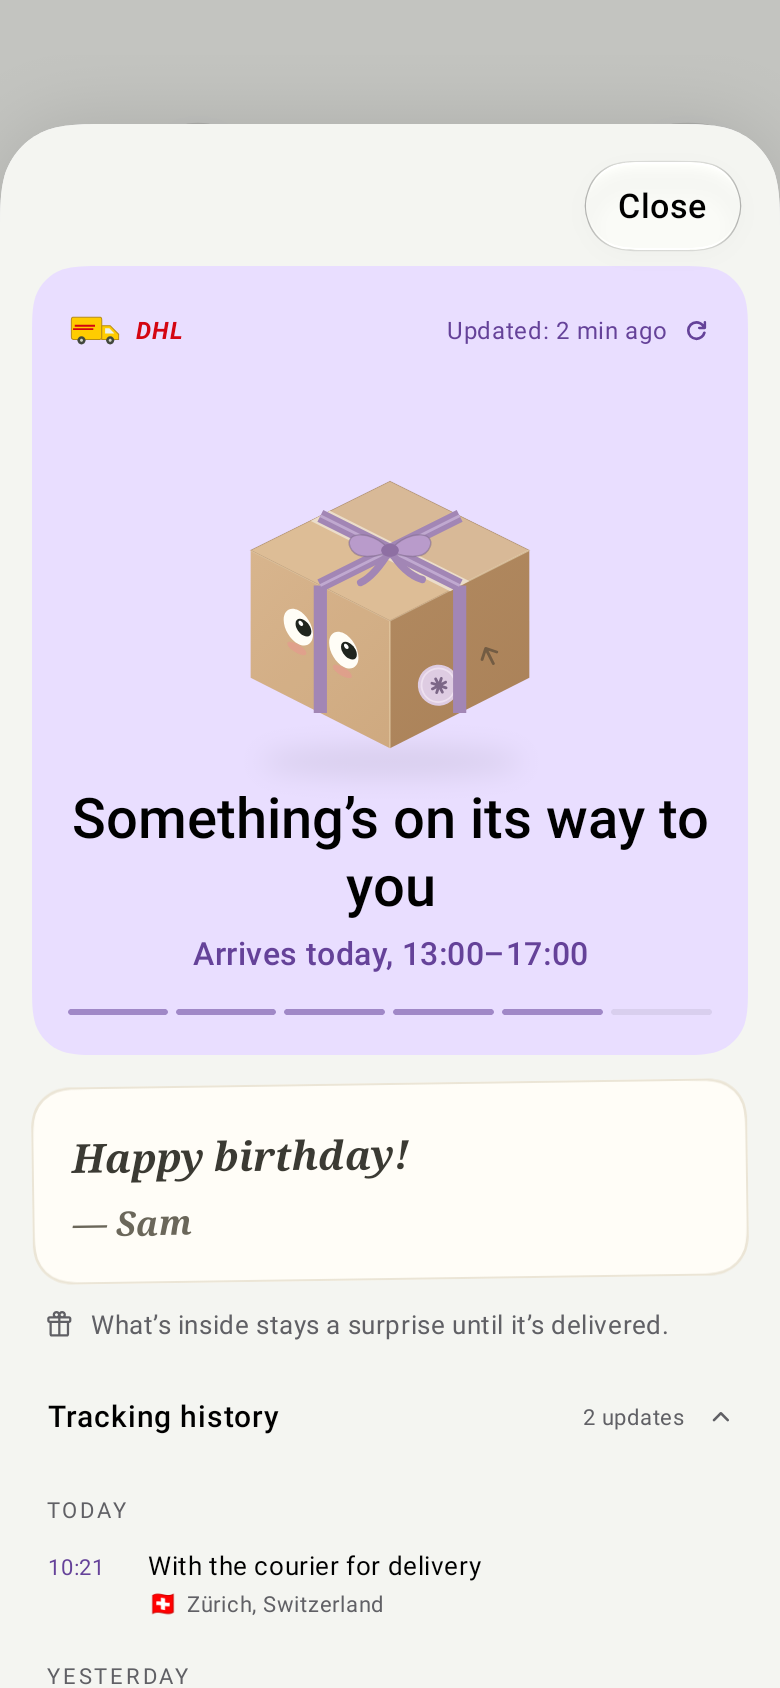 Close
DHL
Updated: 2 min ago
Something’s on its way to
you
Arrives today, 13:00–17:00
Happy birthday!
— Sam
What’s inside stays a surprise until it’s delivered.
Tracking history
2 updates
TODAY
10:21
With the courier for delivery
Zürich, Switzerland
YESTERDAY